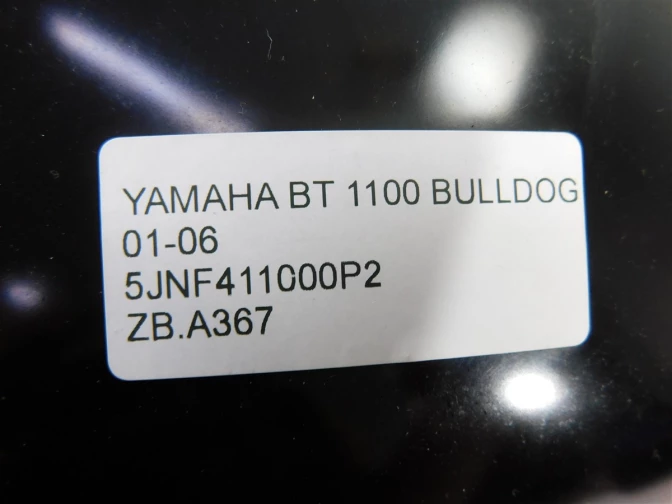 YAMAHA BT 1100 BULLDOG
01-06
5JNF411000P2
ZB.A367